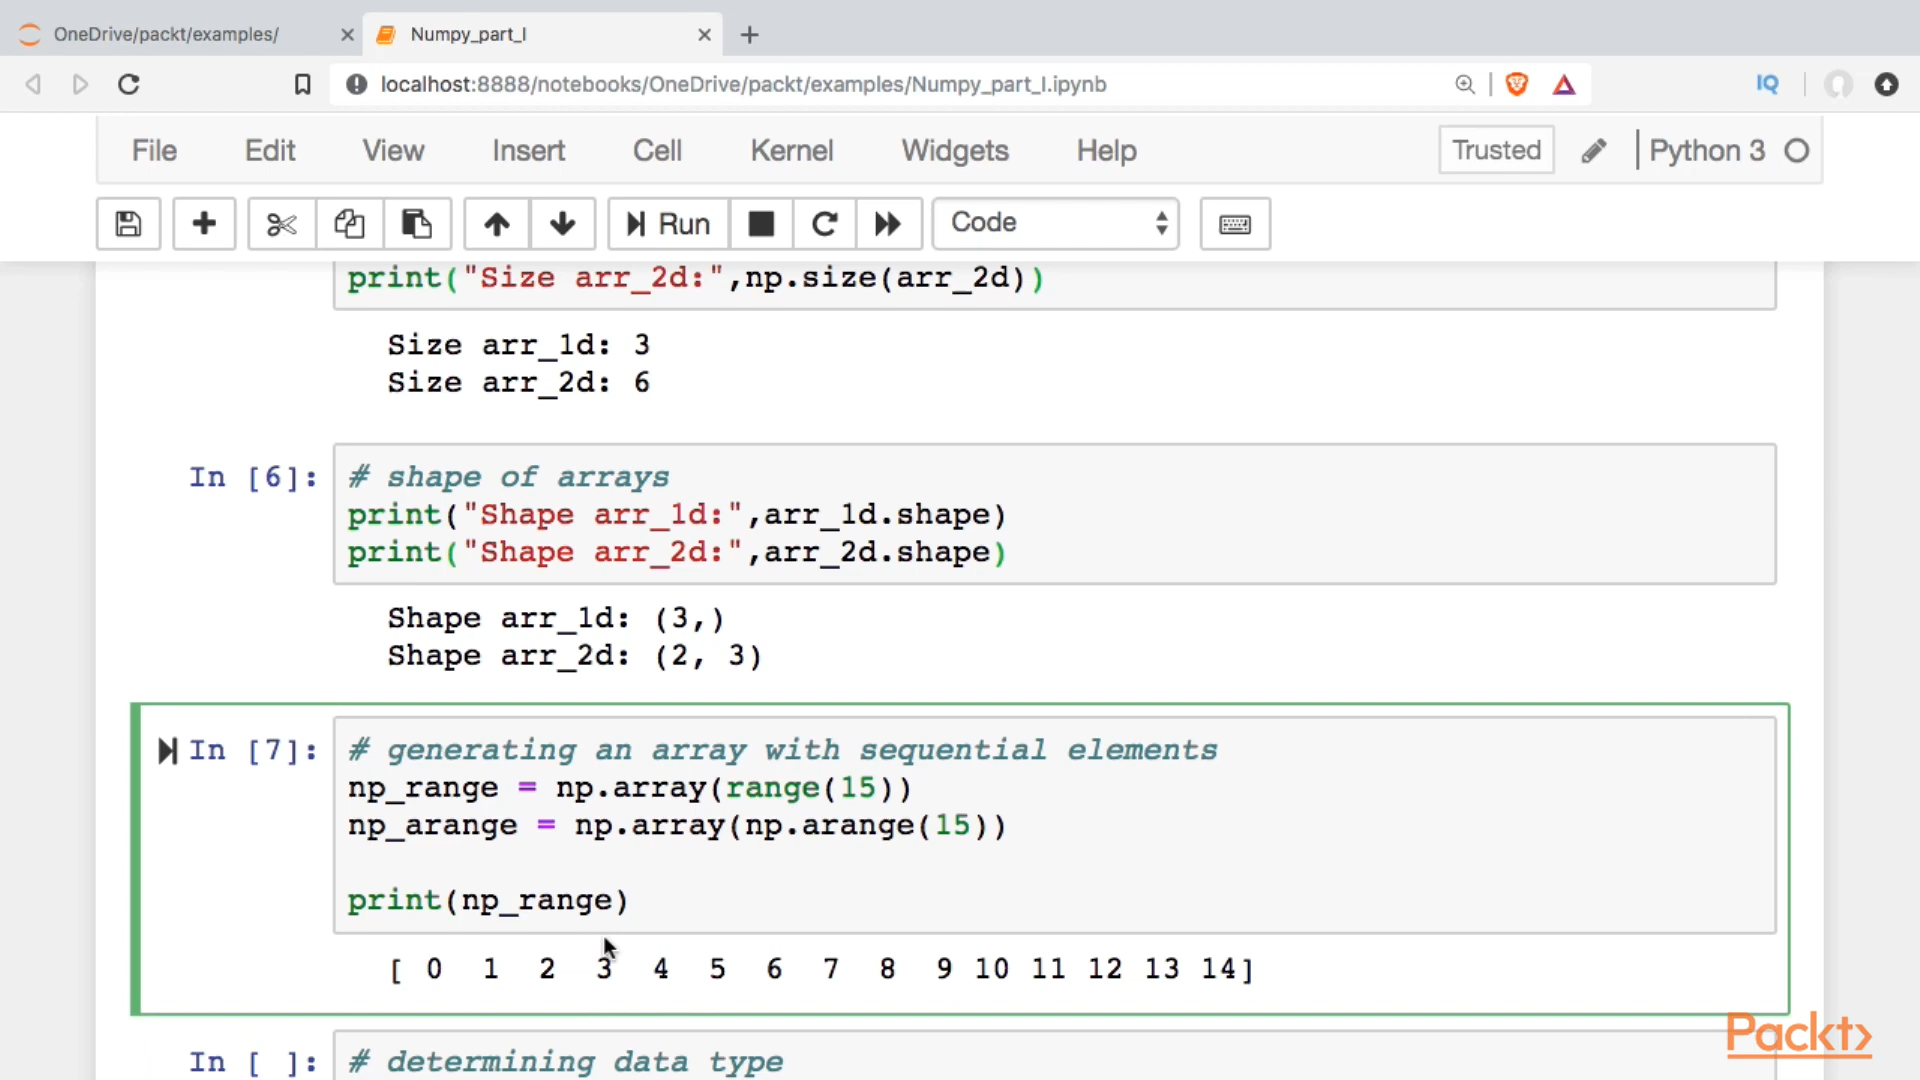 OneDrive/packt/examples/
Numpy_part_I
localhost:8888/notebooks/OneDrive/packt/examples/Numpy_part_I.ipynb
IQ
File Edit View Insert Cell Kernel Widgets Help
Trusted
Python 3
Run
Code
print("Size arr_2d:",np.size(arr_2d))
Size arr_1d: 3
Size arr_2d: 6
In [6]:
# shape of arrays
print("Shape arr_1d:",arr_1d.shape)
print("Shape arr_2d:",arr_2d.shape)
Shape arr_1d: (3,)
Shape arr_2d: (2, 3)
In [7]:
# generating an array with sequential elements
np_range = np.array(range(15))
np_arange = np.array(np.arange(15))
print(np_range)
[ 0  1  2  3  4  5  6  7  8  9 10 11 12 13 14]
Packt>
In [ ]:
# determining data type